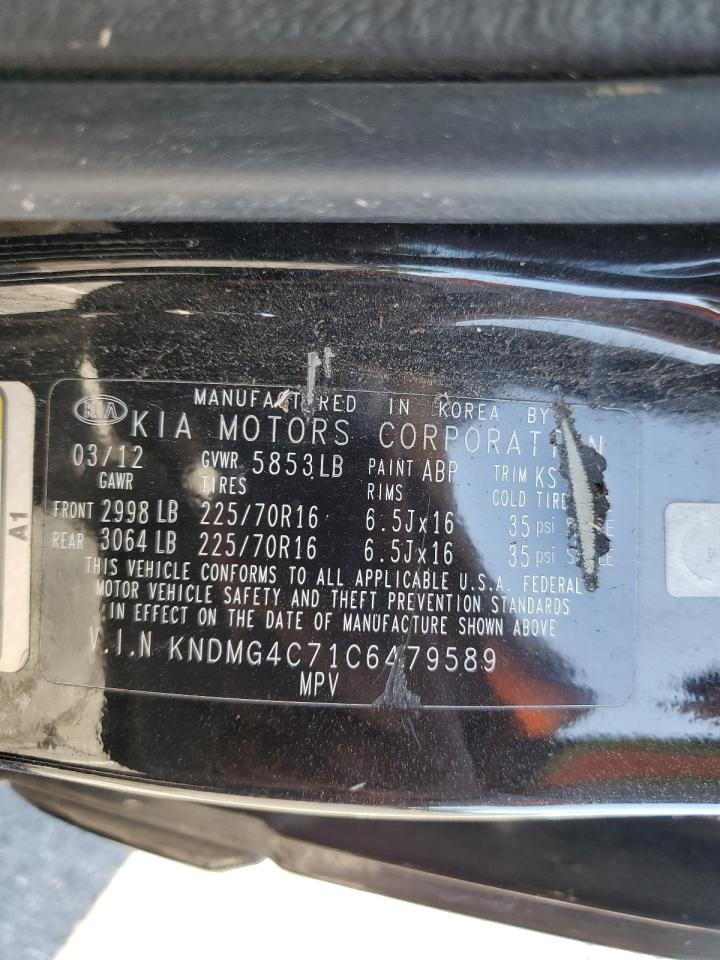 MANUFACTURED IN KOREA BY
KIA KIA MOTORS CORPORATION
03/12 GVWR 5853LB PAINT ABP TRIM KS
GAWR TIRES RIMS COLD TIRE
FRONT 2998 LB 225/70R16 6.5Jx16 35 psi
REAR 3064 LB 225/70R16 6.5Jx16 35 psi
THIS VEHICLE CONFORMS TO ALL APPLICABLE U.S.A. FEDERAL
MOTOR VEHICLE SAFETY AND THEFT PREVENTION STANDARDS
IN EFFECT ON THE DATE OF MANUFACTURE SHOWN ABOVE
V.I.N KNDMG4C71C6479589
MPV
A1